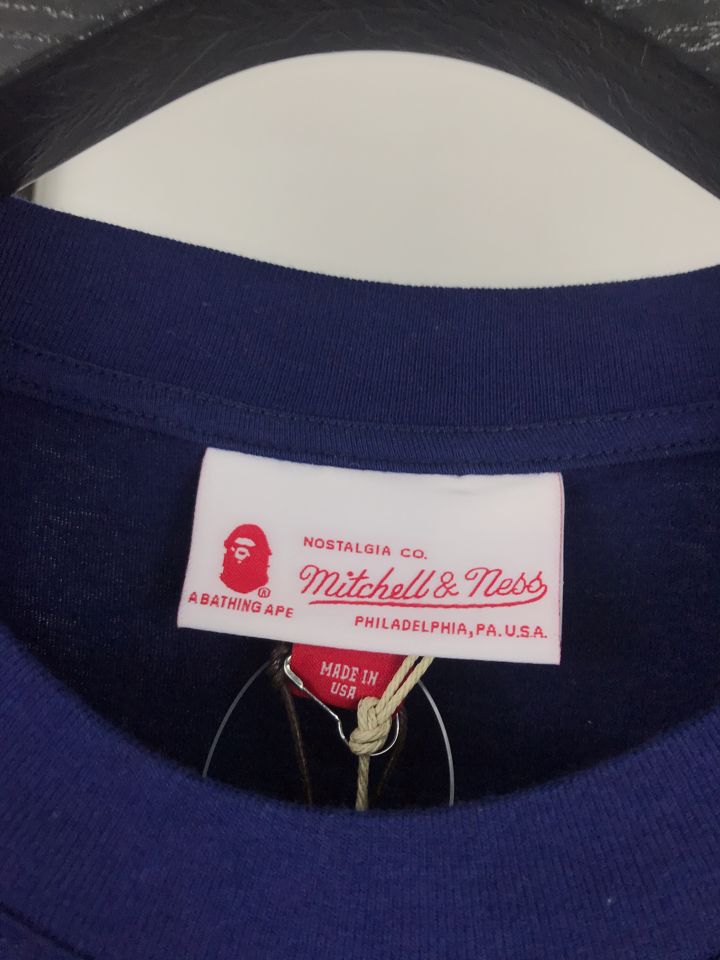 NOSTALGIA CO.
Mitchell & Ness
PHILADELPHIA, PA. U.S.A.
®
A BATHING APE
MADE IN
USA